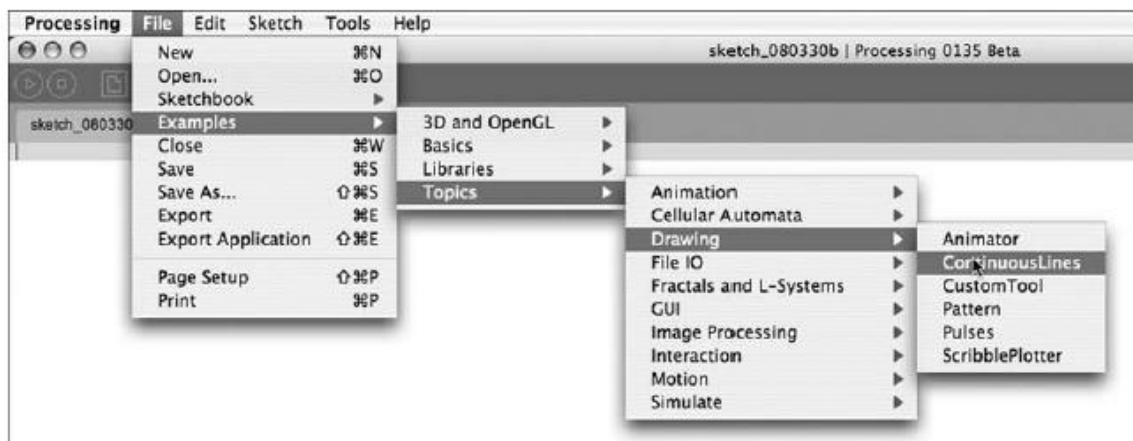 Processing File Edit Sketch Tools Help
sketch_080330b | Processing 0135 Beta
sketch_080330
New ⌘N
Open... ⌘O
Sketchbook
Examples
Close ⌘W
Save ⌘S
Save As... ⇧⌘S
Export ⌘E
Export Application ⇧⌘E
Page Setup ⇧⌘P
Print ⌘P
3D and OpenGL
Basics
Libraries
Topics
Animation
Cellular Automata
Drawing
File IO
Fractals and L-Systems
GUI
Image Processing
Interaction
Motion
Simulate
Animator
ContinuousLines
CustomTool
Pattern
Pulses
ScribblePlotter